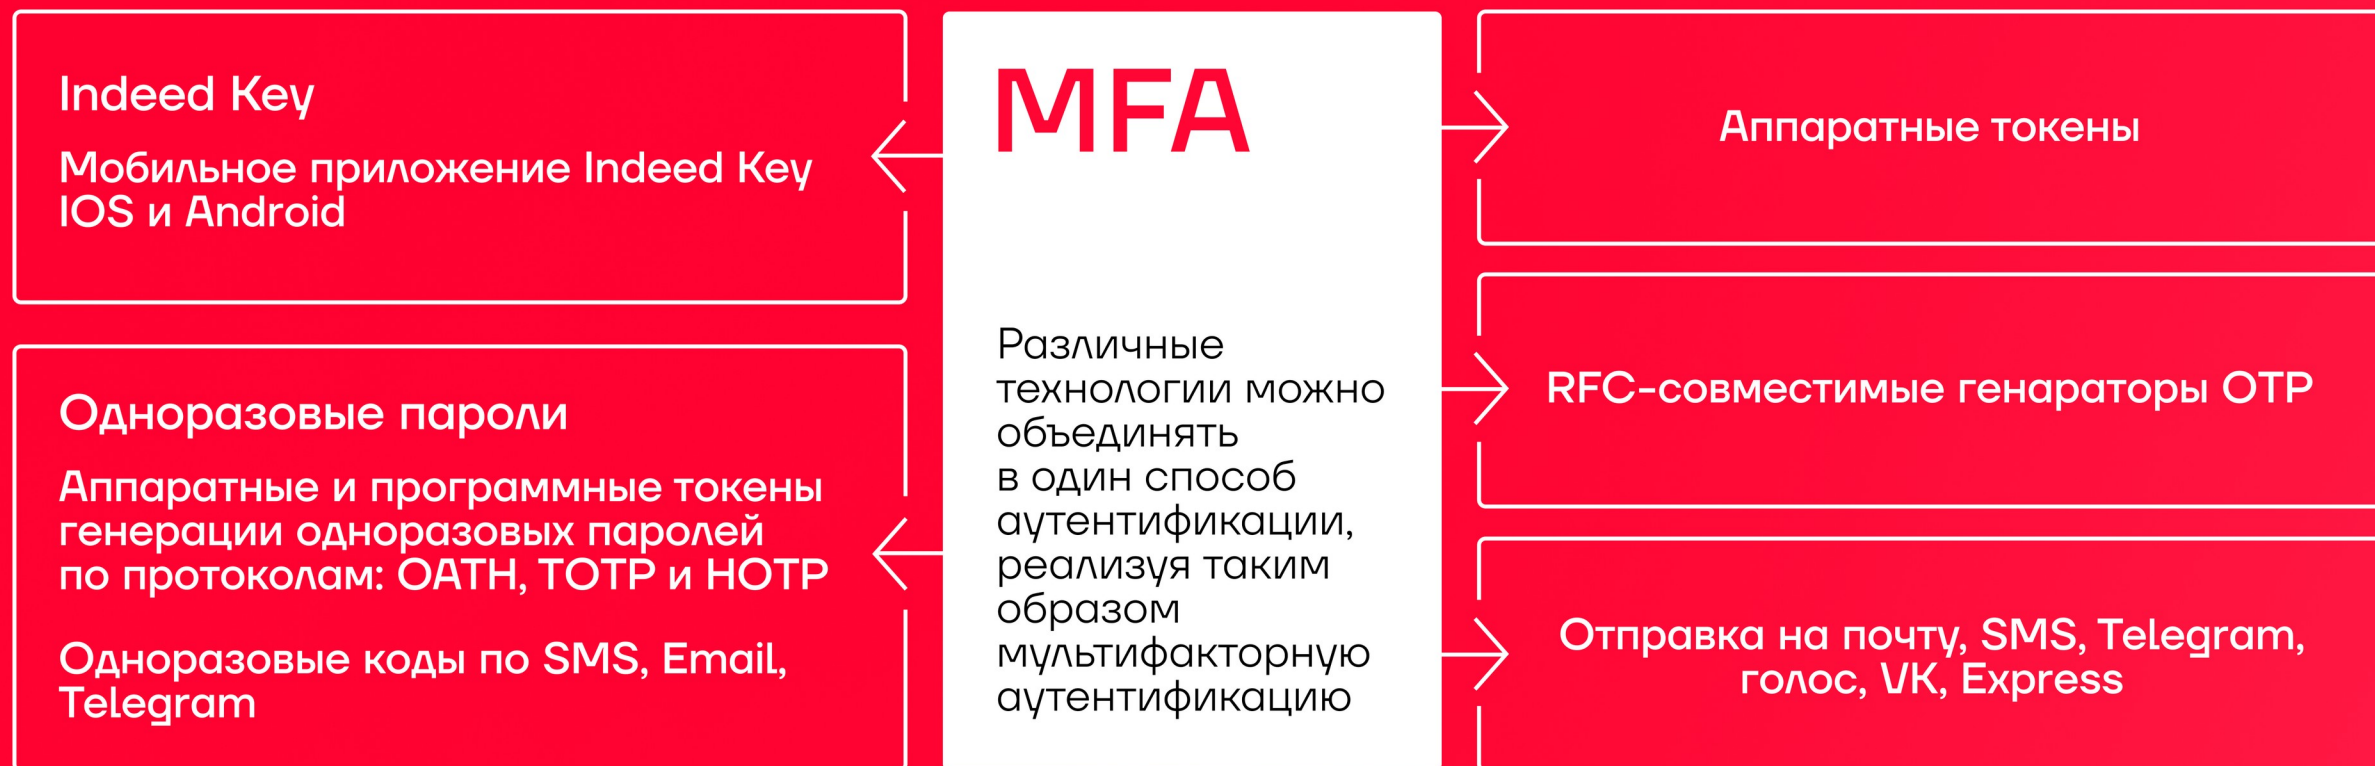 Indeed Key
Мобильное приложение Indeed Key
IOS и Android
Одноразовые пароли
Аппаратные и программные токены
генерации одноразовых паролей
по протоколам: OATH, TOTP и HOTP
Одноразовые коды по SMS, Email,
Telegram
MFA
Различные
технологии можно
объединять
в один способ
аутентификации,
реализуя таким
образом
мультифакторную
аутентификацию
Аппаратные токены
RFC-совместимые генараторы OTP
Отправка на почту, SMS, Telegram,
голос, VK, Express